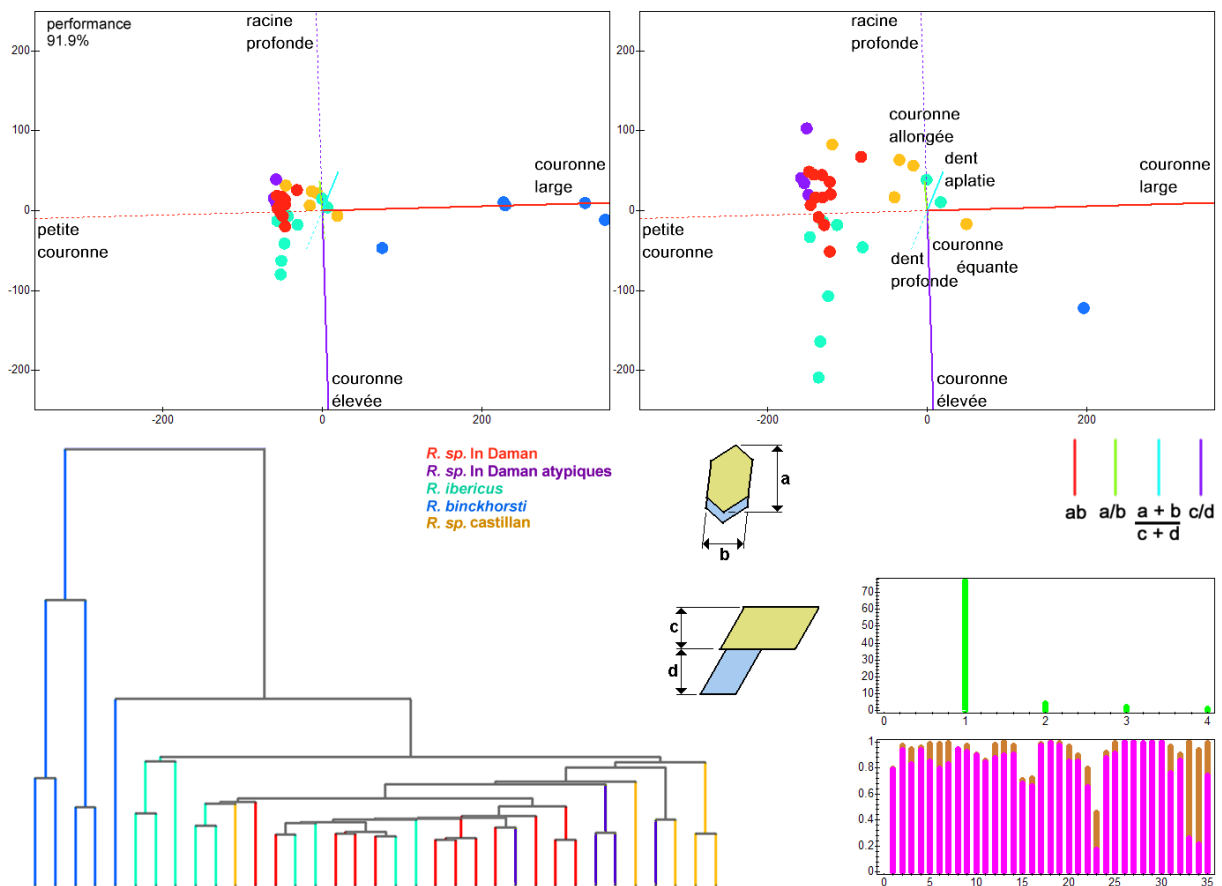 performance
91.9%
racine
profonde
200
100
0
-100
-200
couronne
large
petite
couronne
couronne
élevée
-200
0
200
racine
profonde
200
100
0
-100
-200
couronne
allongée
dent
aplatie
couronne
large
petite
couronne
dent
profonde
couronne
équante
couronne
élevée
-200
0
200
R. sp. In Daman
R. sp. In Daman atypiques
R. ibericus
R. binckhorsti
R. sp. castillan
a
b
c
d
ab
a/b
a + b
c + d
c/d
70
60
50
40
30
20
10
0
0 1 2 3 4
1
0.8
0.6
0.4
0.2
0
0 5 10 15 20 25 30 35